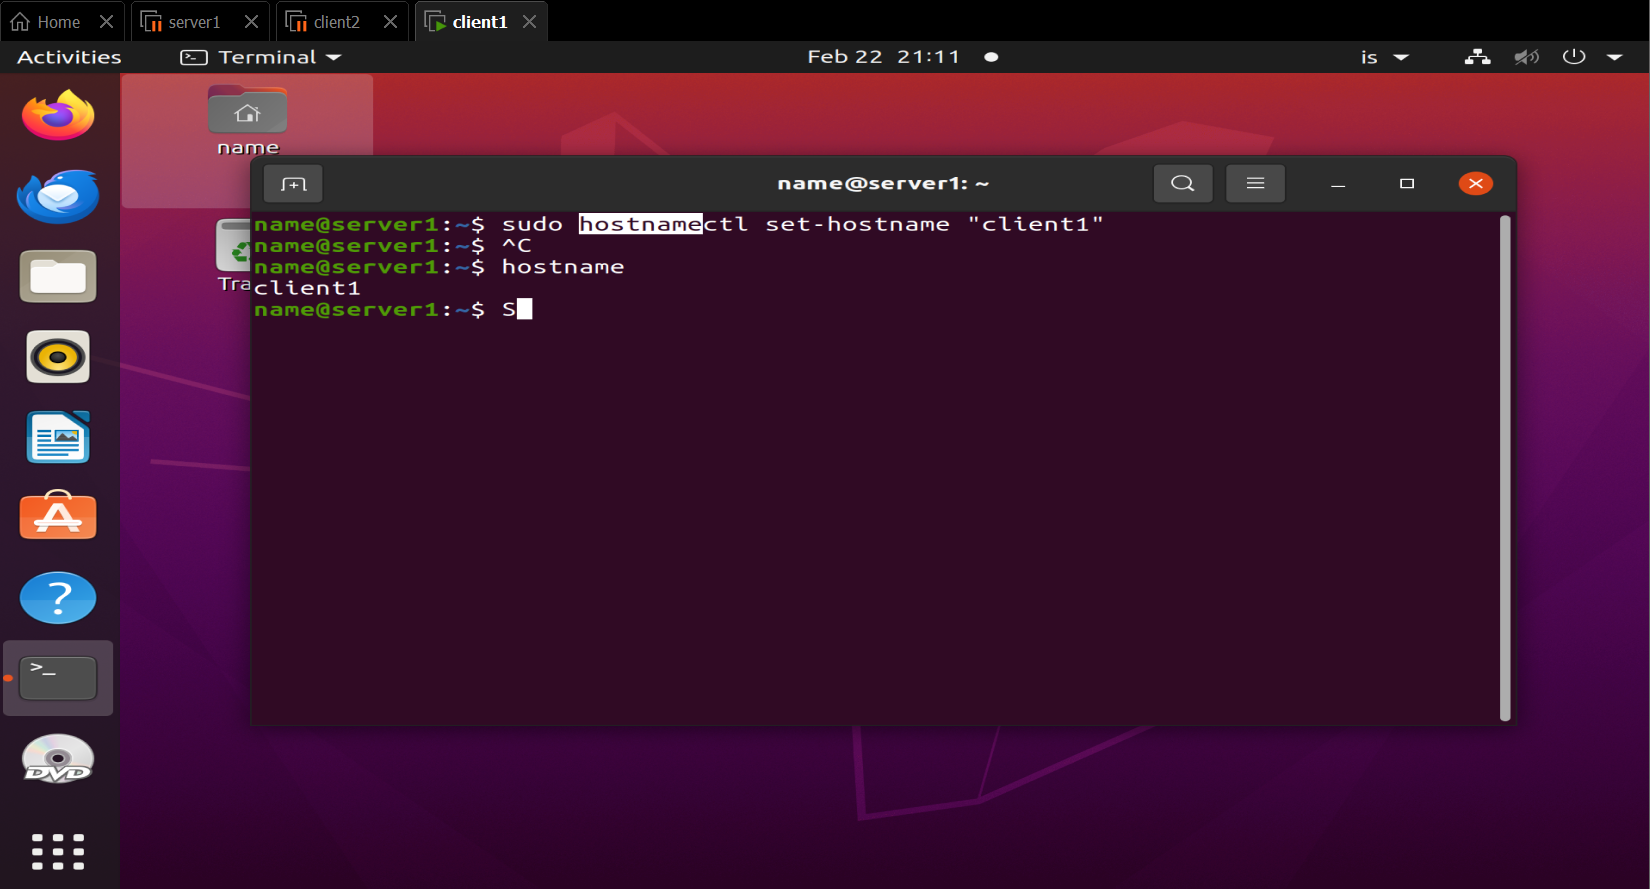 Home
server1
client2
client1
Activities
Terminal
Feb 22 21:11
is
name
Tra
name@server1: ~
name@server1:~$ sudo hostnamectl set-hostname "client1"
name@server1:~$ ^C
name@server1:~$ hostname
client1
name@server1:~$ S
>_
DVD